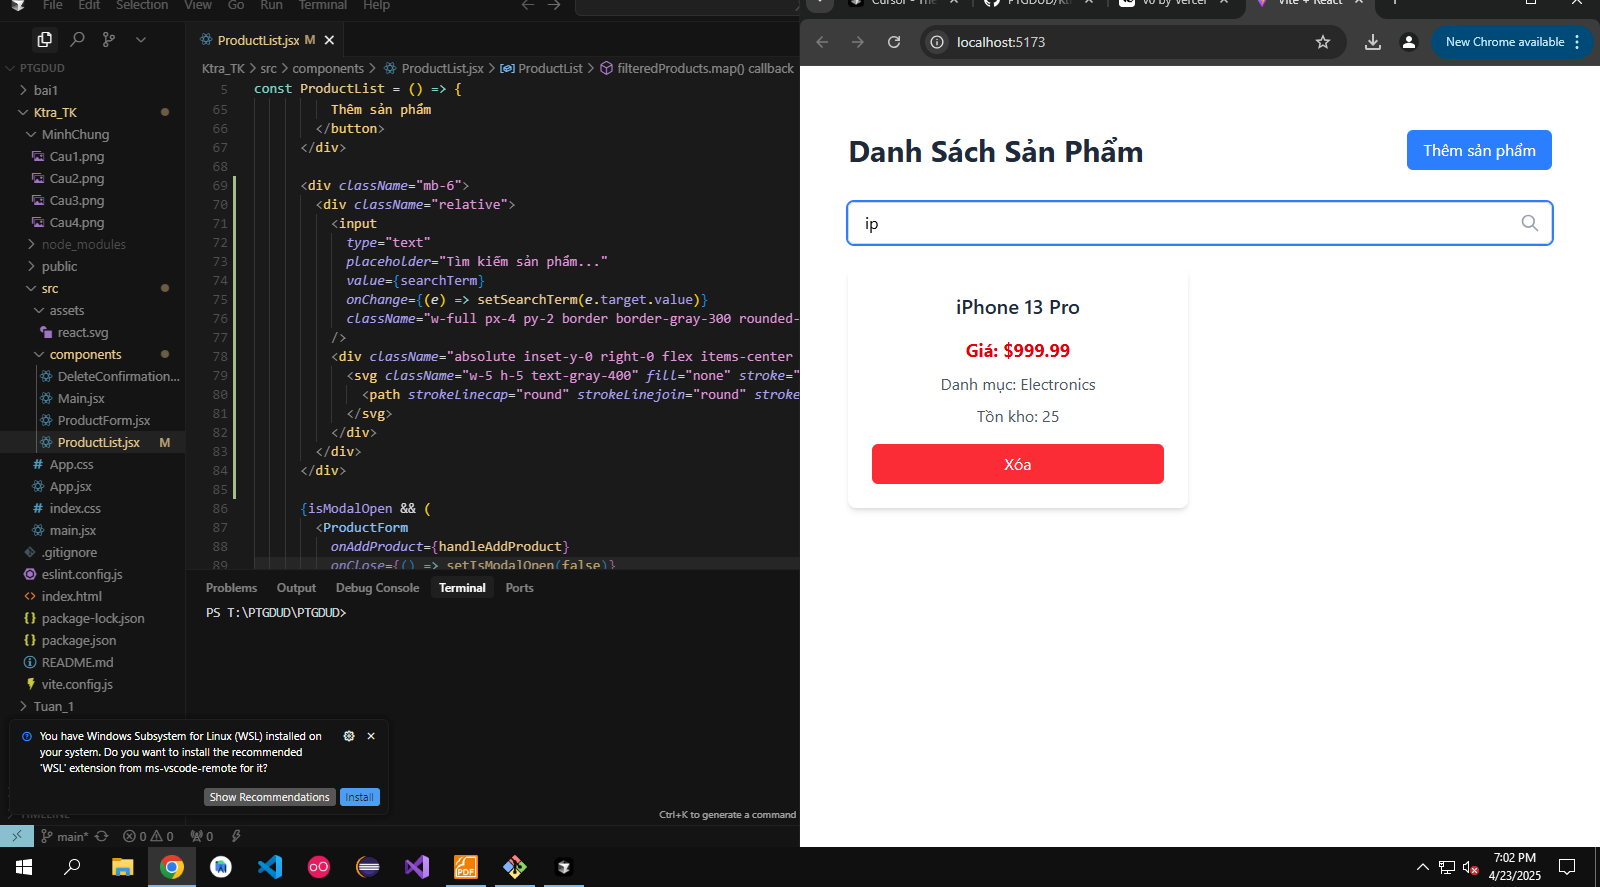 File Edit Selection View Go Run Terminal Help
PTGDUD
bai1
Ktra_TK
MinhChung
Cau1.png
Cau2.png
Cau3.png
Cau4.png
node_modules
public
src
assets
react.svg
components
DeleteConfirmation...
Main.jsx
ProductForm.jsx
ProductList.jsx M
App.css
App.jsx
index.css
main.jsx
.gitignore
eslint.config.js
index.html
package-lock.json
package.json
README.md
vite.config.js
Tuan_1
TIMELINE
You have Windows Subsystem for Linux (WSL) installed on
your system. Do you want to install the recommended
'WSL' extension from ms-vscode-remote for it?
Show Recommendations Install
ProductList.jsx M
Ktra_TK > src > components > ProductList.jsx > ProductList > filteredProducts.map() callback
5 const ProductList = () => {
65 Thêm sản phẩm
66 </button>
67 </div>
68
69 <div className="mb-6">
70 <div className="relative">
71 <input
72 type="text"
73 placeholder="Tìm kiếm sản phẩm..."
74 value={searchTerm}
75 onChange={(e) => setSearchTerm(e.target.value)}
76 className="w-full px-4 py-2 border border-gray-300 rounded-
77 />
78 <div className="absolute inset-y-0 right-0 flex items-center
79 <svg className="w-5 h-5 text-gray-400" fill="none" stroke="
80 <path strokeLinecap="round" strokeLinejoin="round" stroke
81 </svg>
82 </div>
83 </div>
84 </div>
85
86 {isModalOpen && (
87 <ProductForm
88 onAddProduct={handleAddProduct}
89 onClose={() => setIsModalOpen(false)}
Problems Output Debug Console Terminal Ports
PS T:\PTGDUD\PTGDUD>
Ctrl+K to generate a command
main* 0 0 0
Cursor - The PTGDUD/Kt v0 by Vercel Vite + React
localhost:5173
New Chrome available
Danh Sách Sản Phẩm
Thêm sản phẩm
ip
iPhone 13 Pro
Giá: $999.99
Danh mục: Electronics
Tồn kho: 25
Xóa
PDF
7:02 PM
4/23/2025